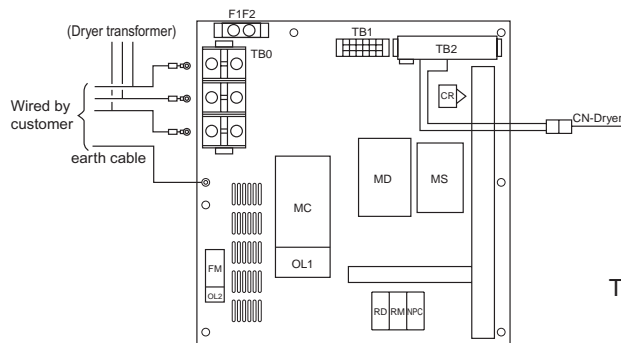 F1F2
(Dryer transformer)
TB0
TB1
TB2
CR
CN-Dryer
Wired by
customer
earth cable
MC
MD
MS
OL1
FM
OL2
RD
RM
NPC
T